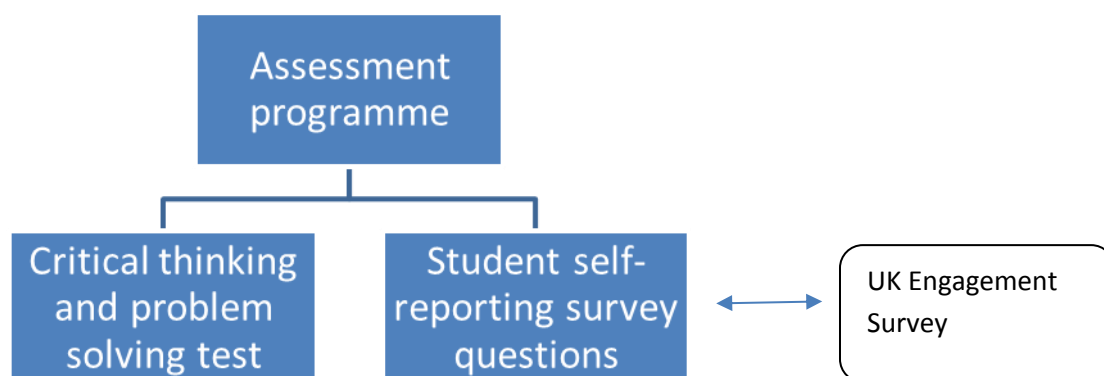 Assessment
programme
Critical thinking
and problem
solving test
Student self-
reporting survey
questions
UK Engagement
Survey